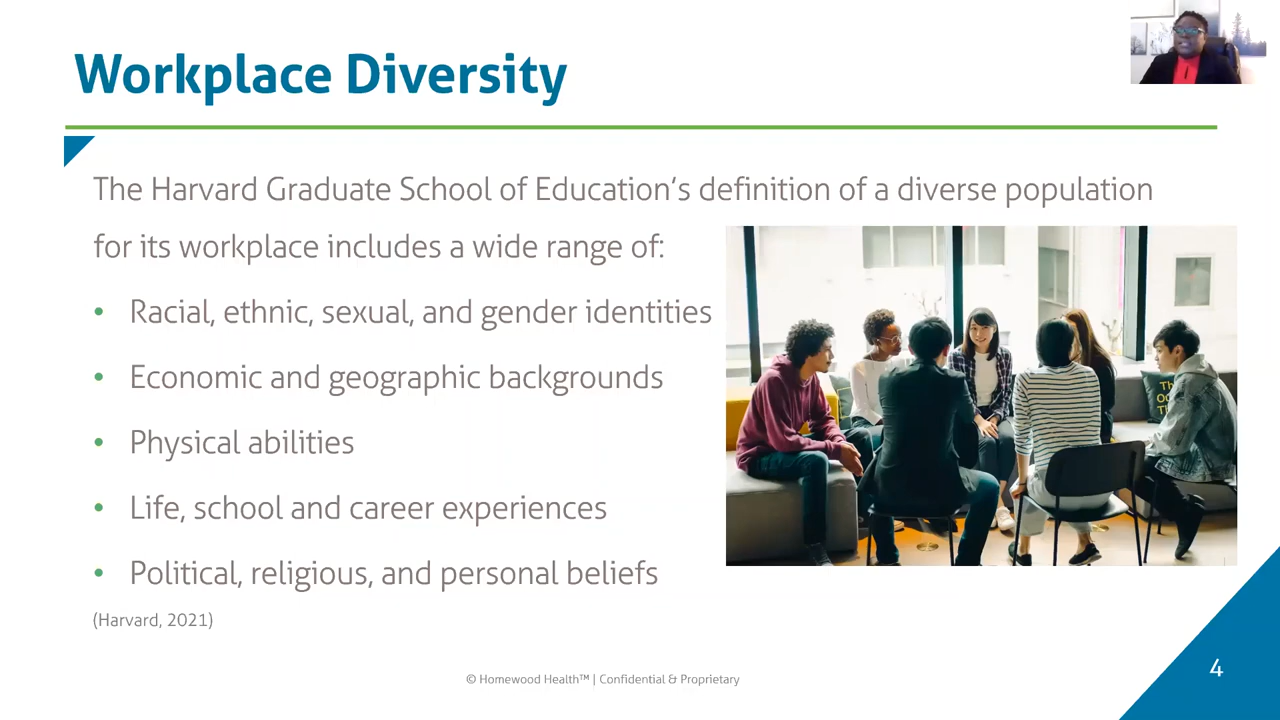 Workplace Diversity
The Harvard Graduate School of Education's definition of a diverse population
for its workplace includes a wide range of:
• Racial, ethnic, sexual, and gender identities
• Economic and geographic backgrounds
• Physical abilities
• Life, school and career experiences
• Political, religious, and personal beliefs
(Harvard, 2021)
© Homewood Health™ | Confidential & Proprietary
4